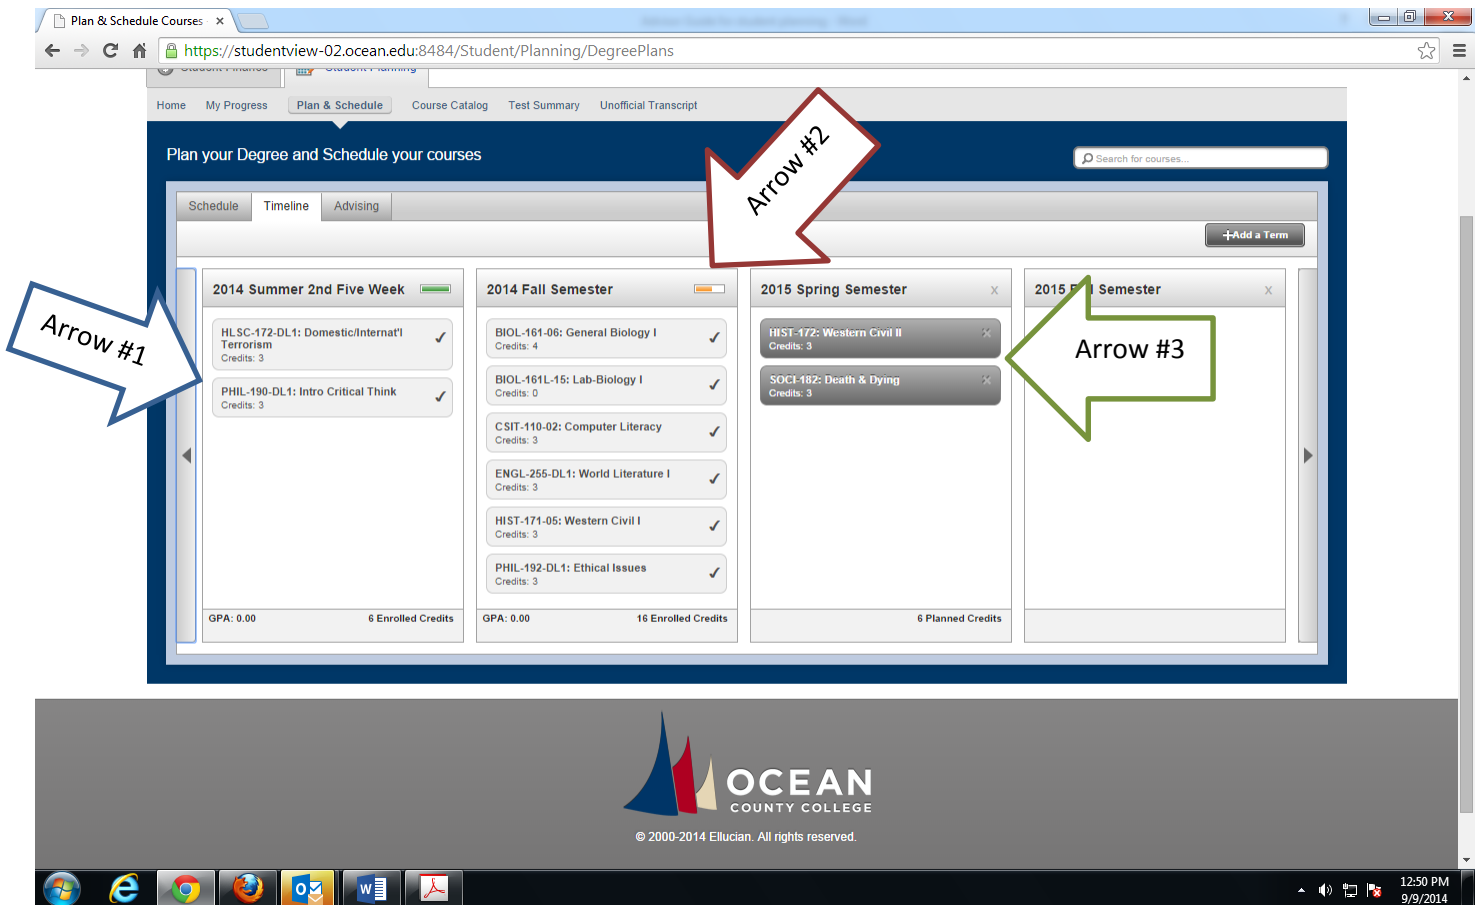 Plan & Schedule Courses
https://studentview-02.ocean.edu:8484/Student/Planning/DegreePlans
Student Finance Student Planning
Home My Progress Plan & Schedule Course Catalog Test Summary Unofficial Transcript
Plan your Degree and Schedule your courses
Search for courses...
Arrow #2
Schedule Timeline Advising
+Add a Term
Arrow #1
2014 Summer 2nd Five Week
HLSC-172-DL1: Domestic/Internat'l
Terrorism
Credits: 3
PHIL-190-DL1: Intro Critical Think
Credits: 3
GPA: 0.00 6 Enrolled Credits
2014 Fall Semester
BIOL-161-06: General Biology I
Credits: 4
BIOL-161L-15: Lab-Biology I
Credits: 0
CSIT-110-02: Computer Literacy
Credits: 3
ENGL-255-DL1: World Literature I
Credits: 3
HIST-171-05: Western Civil I
Credits: 3
PHIL-192-DL1: Ethical Issues
Credits: 3
GPA: 0.00 16 Enrolled Credits
2015 Spring Semester x
HIST-172: Western Civil II
Credits: 3
SOCI-182: Death & Dying
Credits: 3
6 Planned Credits
2015 Semester x
Arrow #3
OCEAN
COUNTY COLLEGE
© 2000-2014 Ellucian. All rights reserved.
12:50 PM
9/9/2014